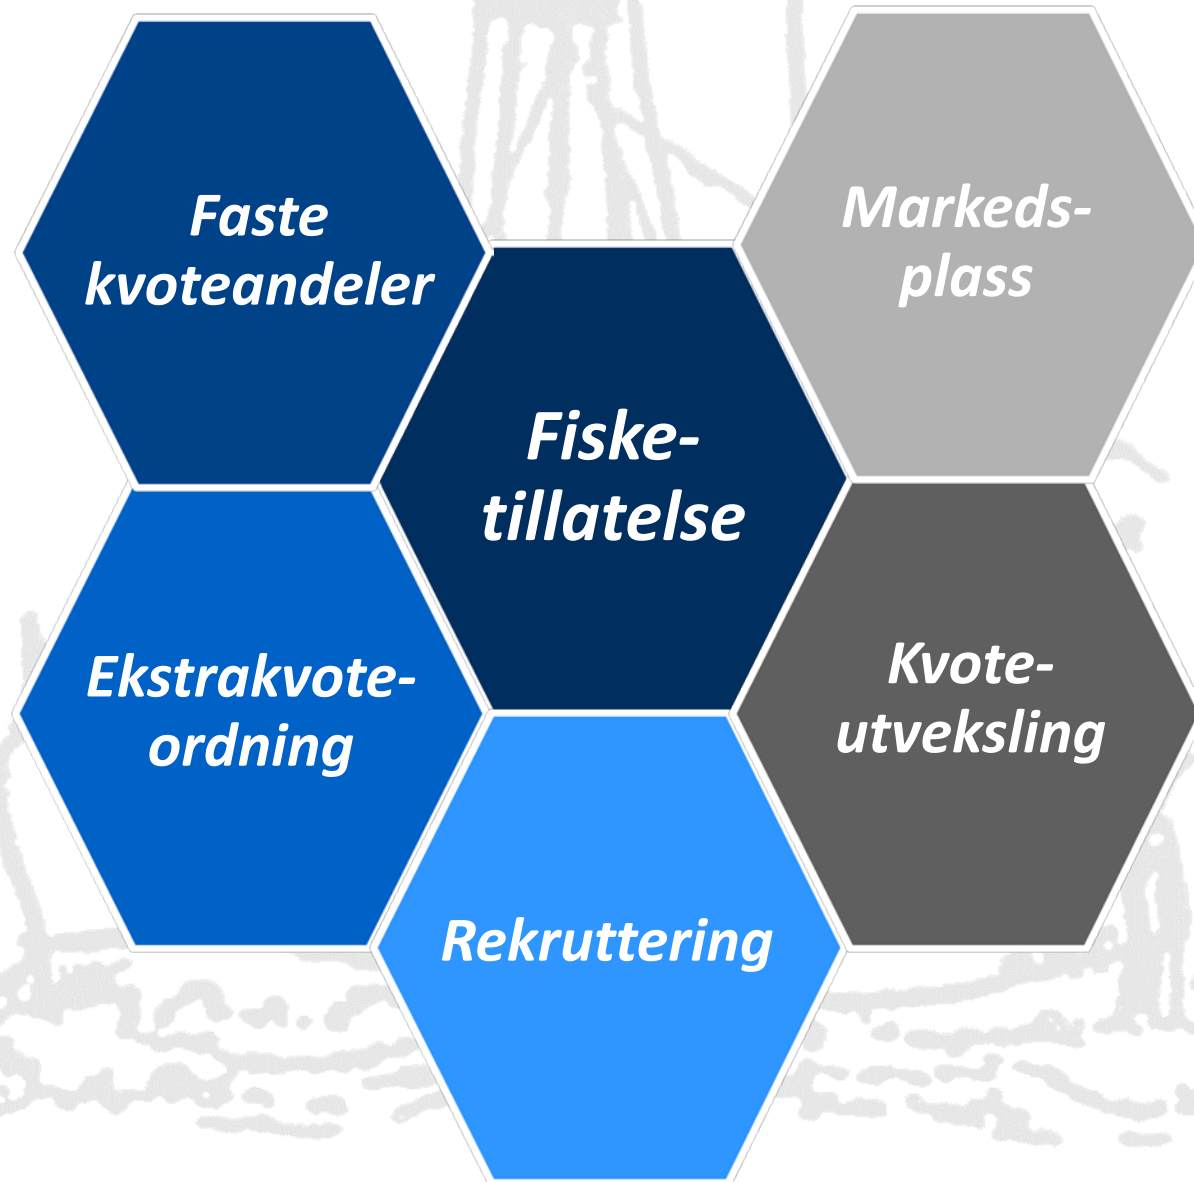 Faste
kvoteandeler
Markeds-
plass
Fiske-
tillatelse
Ekstrakvote-
ordning
Kvote-
utveksling
Rekruttering